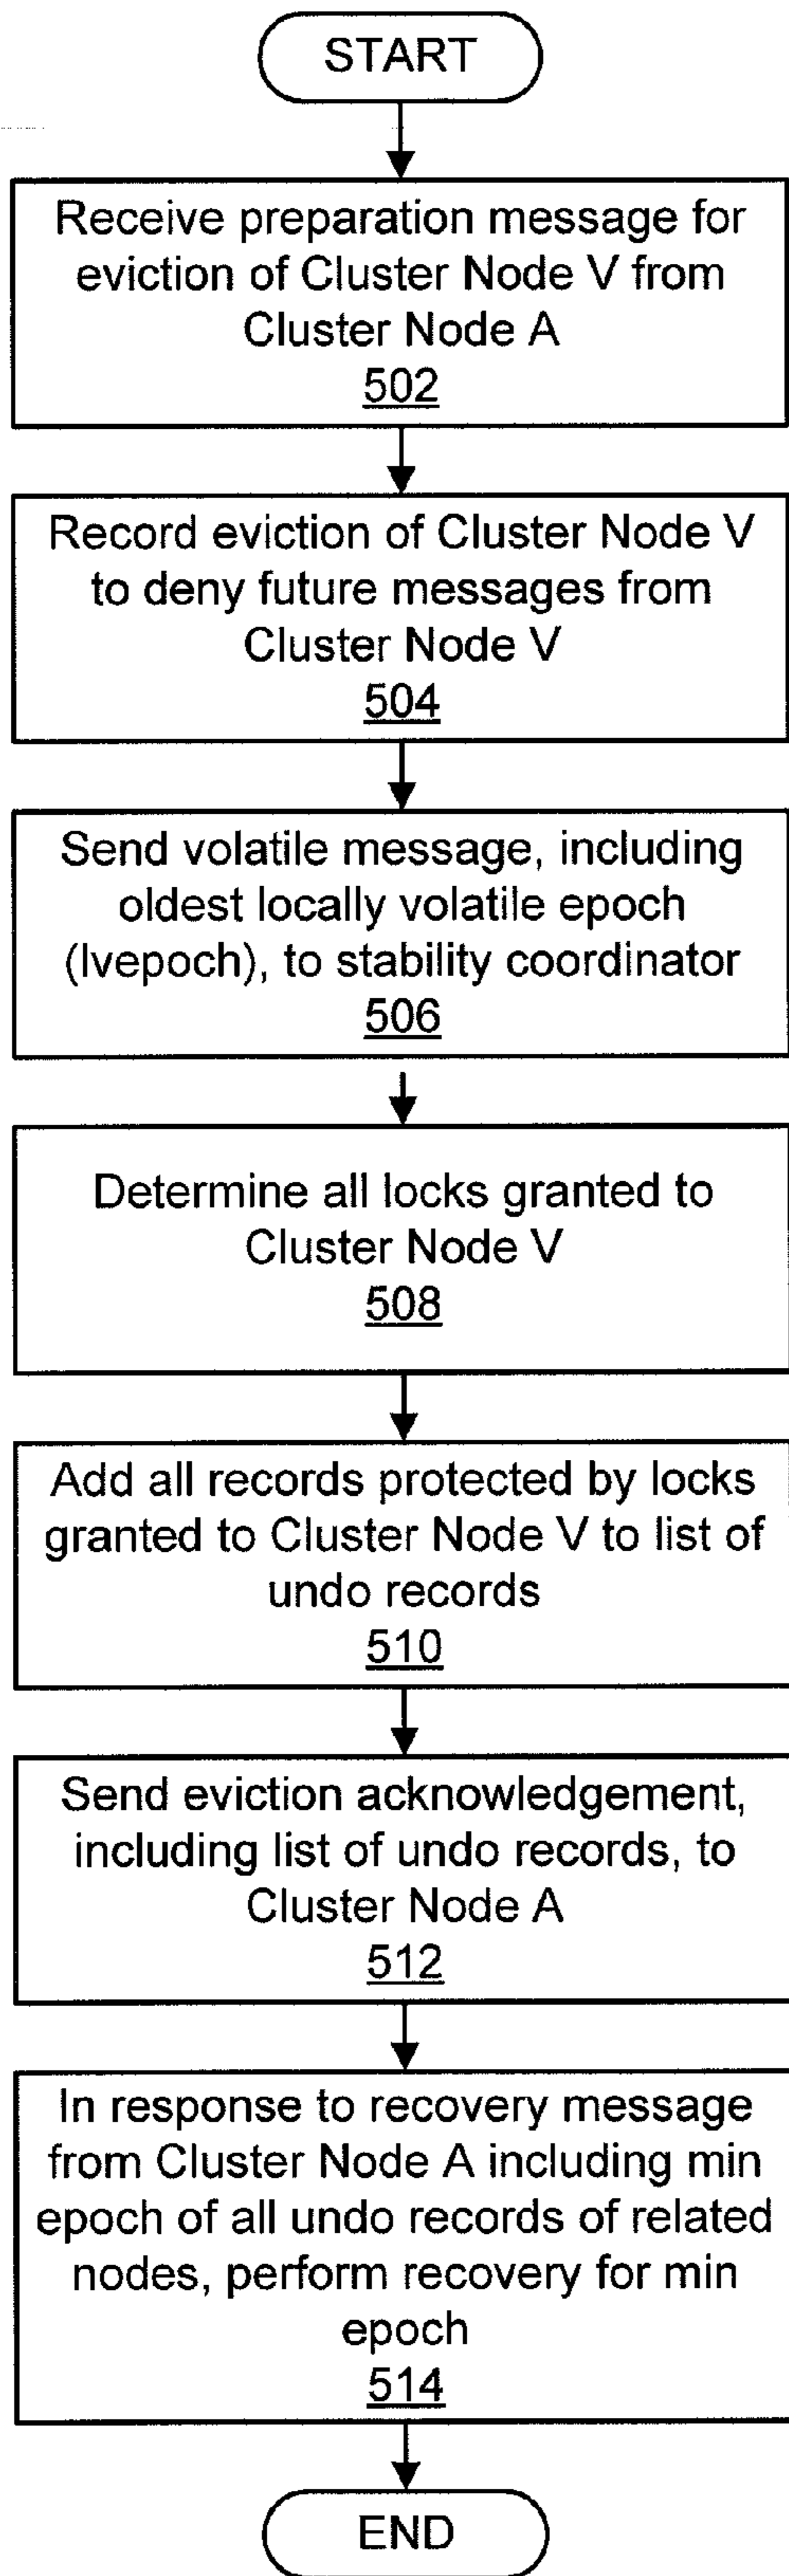 START
Receive preparation message for
eviction of Cluster Node V from
Cluster Node A
502
Record eviction of Cluster Node V
to deny future messages from
Cluster Node V
504
Send volatile message, including
oldest locally volatile epoch
(lvepoch), to stability coordinator
506
Determine all locks granted to
Cluster Node V
508
Add all records protected by locks
granted to Cluster Node V to list of
undo records
510
Send eviction acknowledgement,
including list of undo records, to
Cluster Node A
512
In response to recovery message
from Cluster Node A including min
epoch of all undo records of related
nodes, perform recovery for min
epoch
514
END